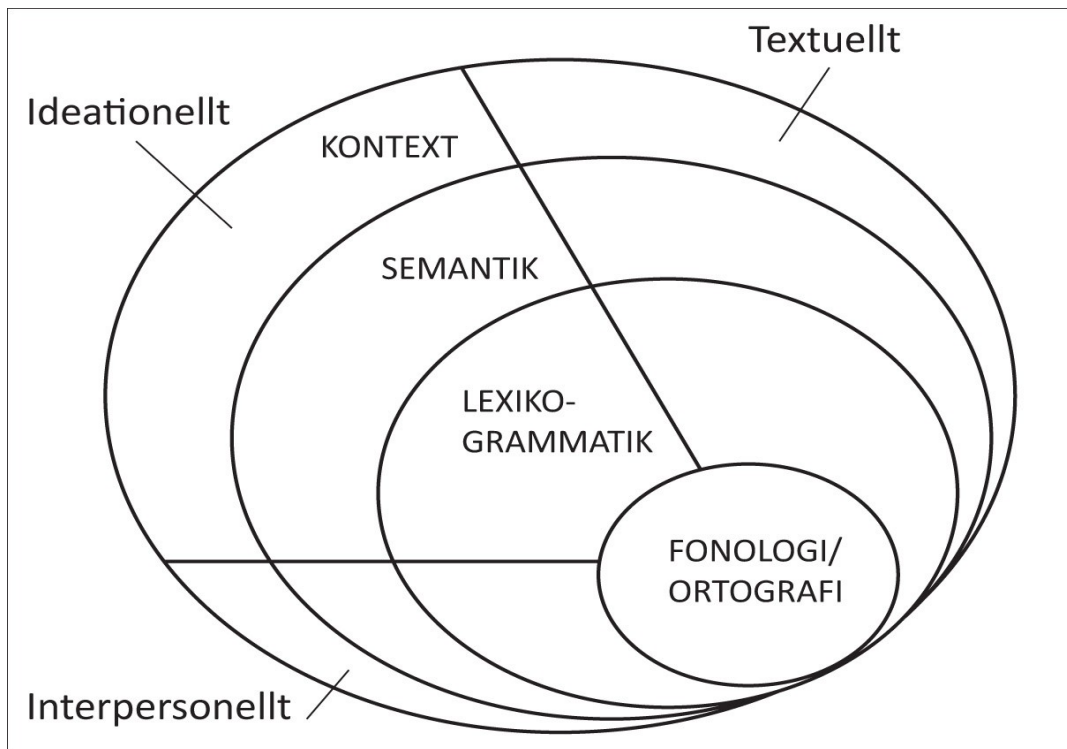 Textuellt
Ideationellt
KONTEXT
SEMANTIK
LEXIKO-
GRAMMATIK
FONOLOGI/
ORTOGRAFI
Interpersonellt